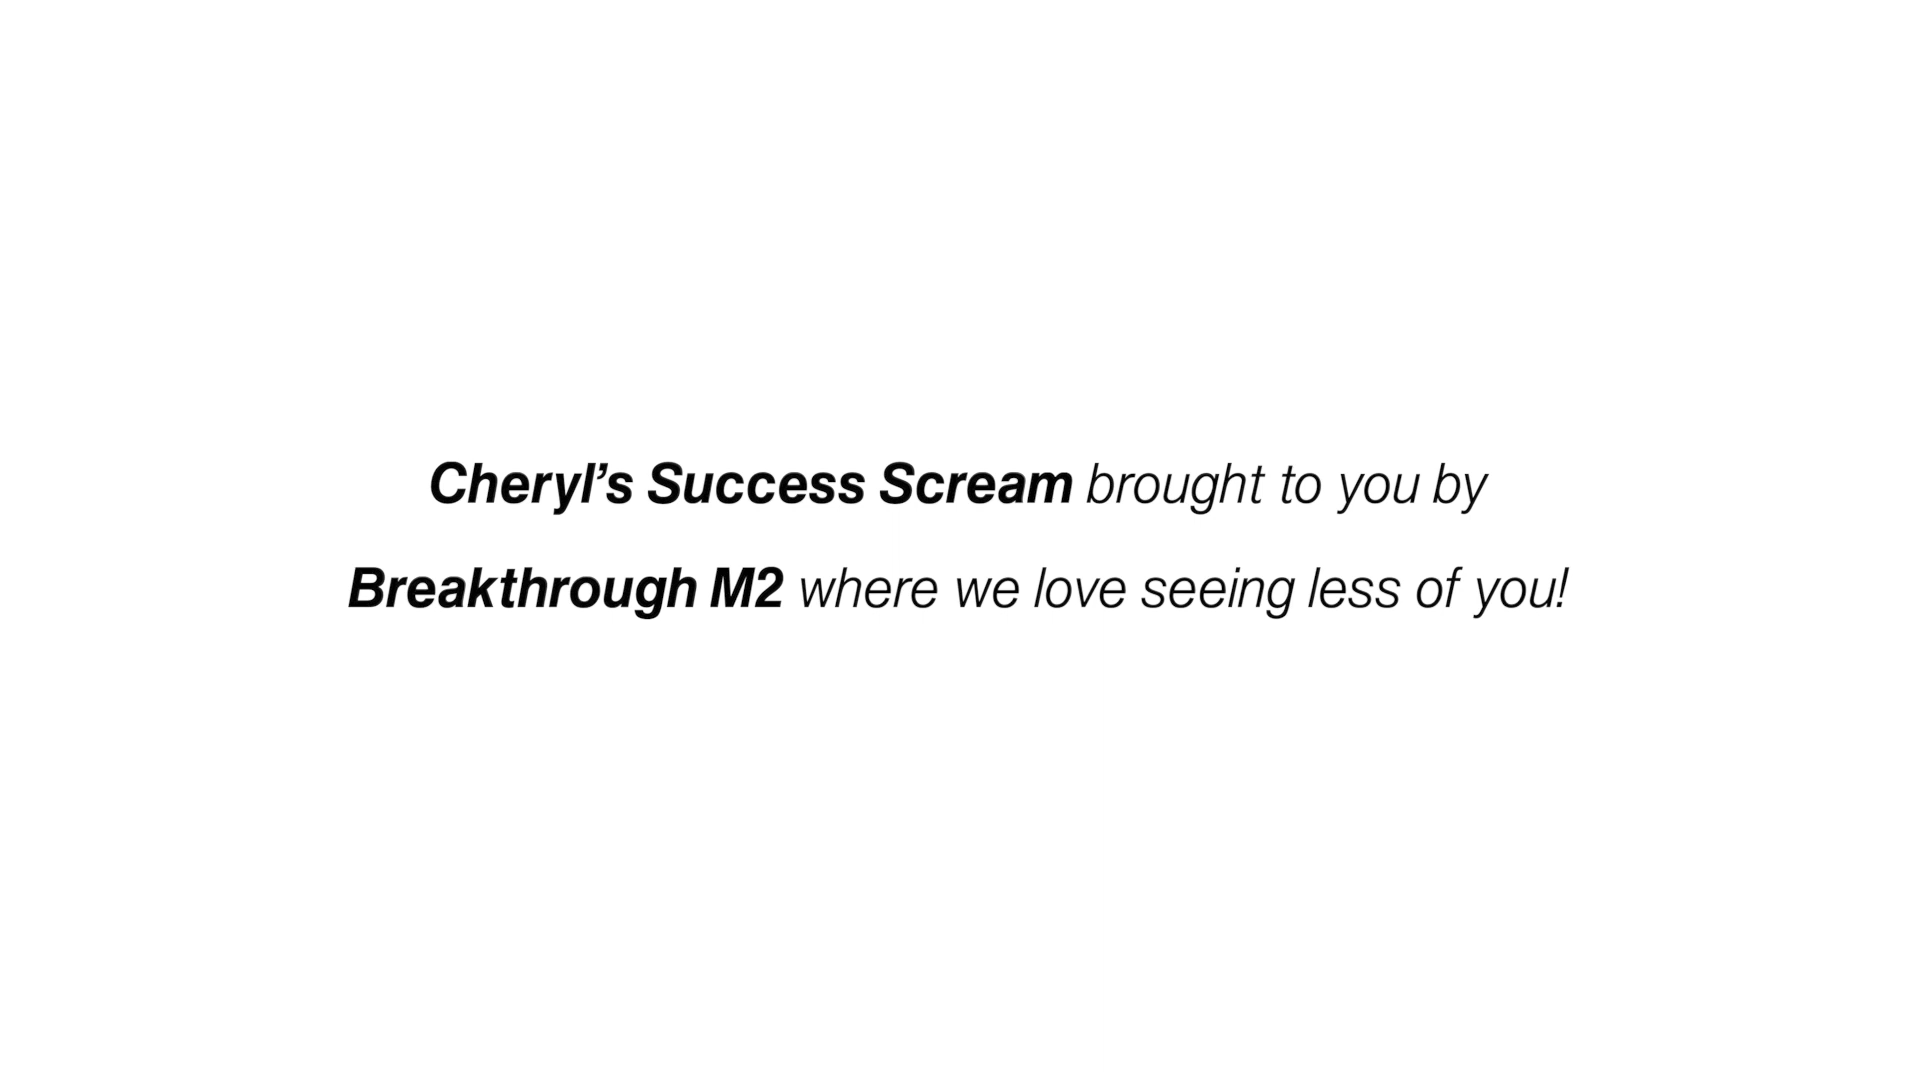 Cheryl’s Success Scream brought to you by
Breakthrough M2 where we love seeing less of you!